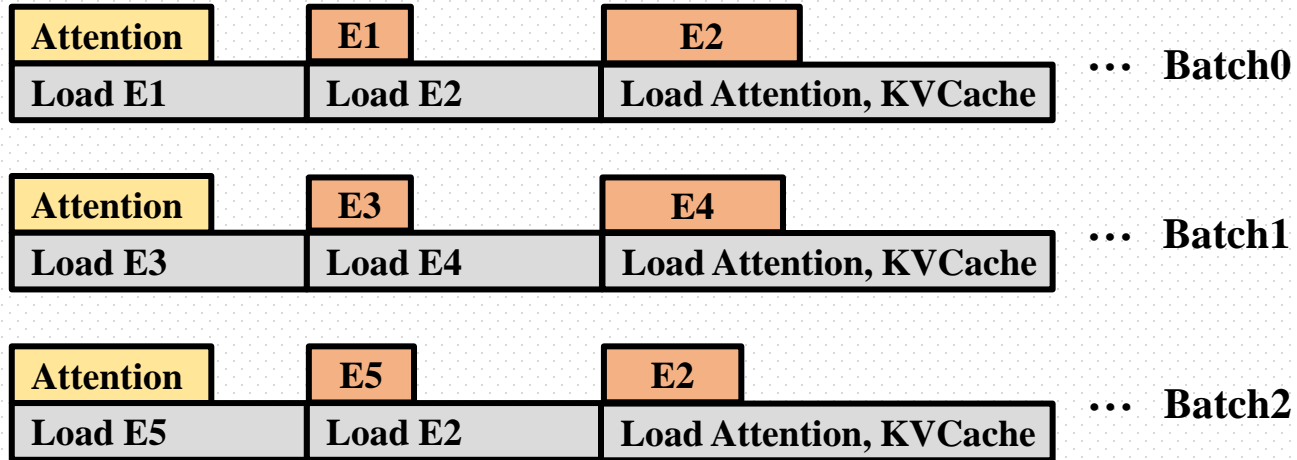 Attention E1 E2
Load E1 Load E2 Load Attention, KVCache ... Batch0
Attention E3 E4
Load E3 Load E4 Load Attention, KVCache ... Batch1
Attention E5 E2
Load E5 Load E2 Load Attention, KVCache ... Batch2